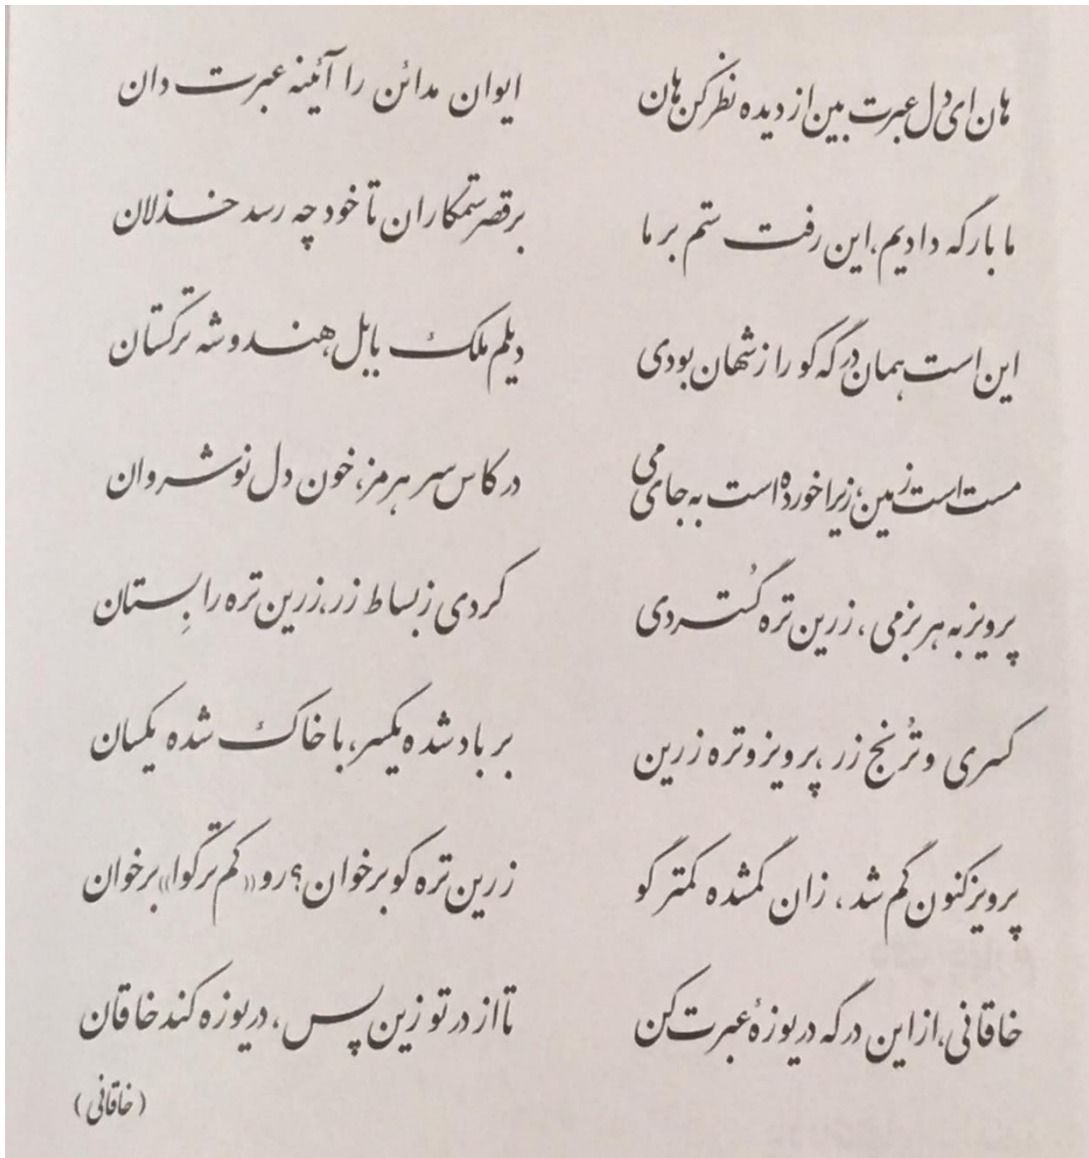 هان ای دل عبرت بین از دیده نظر کن هان ایوان مدائن را آئینه عبرت دان
ما بارگه دادیم، این رفت ستم بر ما بر قصر ستمکاران تا خود چه رسد خذلان
این است همان درگه کو را ز شهان بودی دیلم ملک بابل، هندو شه ترکستان
مست است زمین، زیرا خورده است به جای می در کاس سر هرمز، خون دل نوشروان
پرویز به هر بزمی، زرین تره گُستردی کردی ز بساط زر، زرین تره را بِستان
کسری و تُرنج زر، پرویز و تره زرین بر باد شده یکسر، با خاک شده یکسان
پرویز کنون گم شد، زان گمشده کمتر گو زرین تره کو برخوان؟ رو «کم ترکوا» برخوان
خاقانی، از این درگه دریوزهٔ عبرت کن تا از در تو زین پس، دریوزه کند خاقان
(خاقانی)